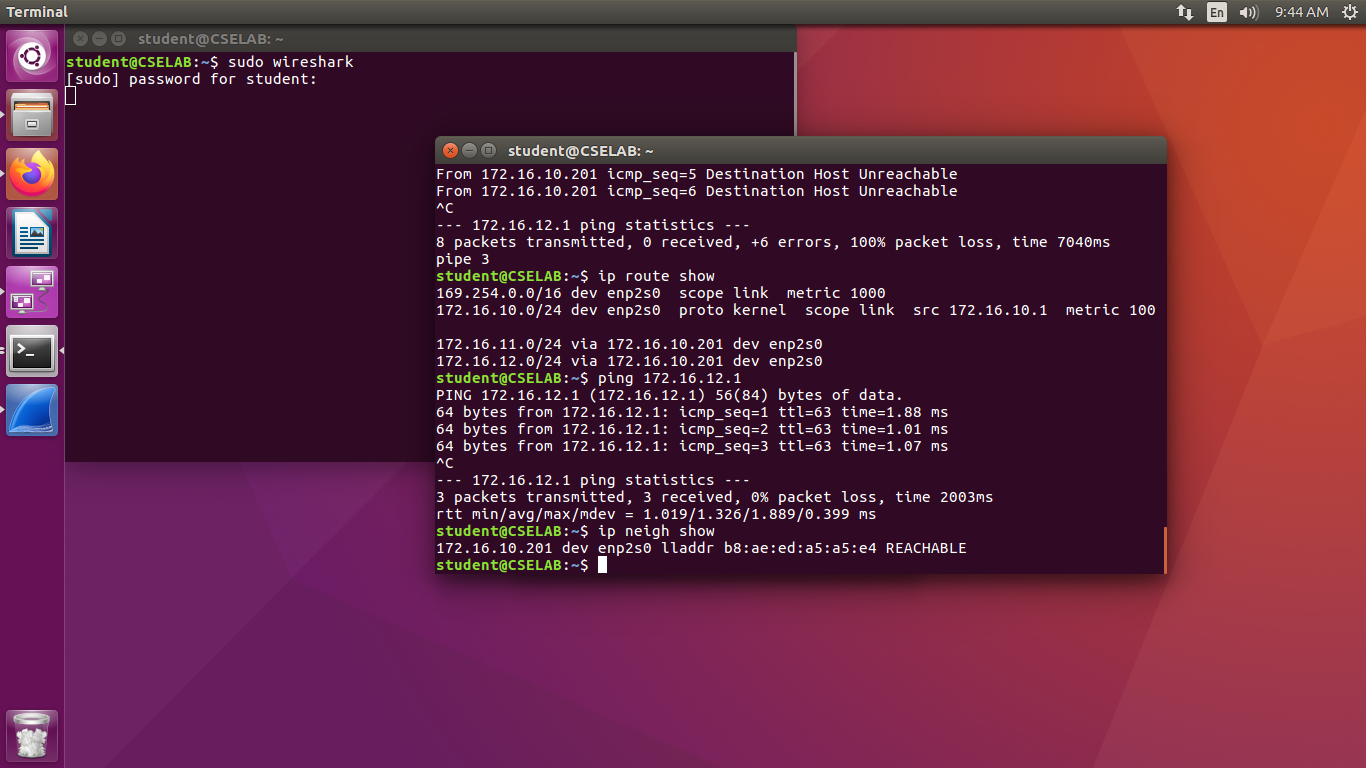 Terminal
En
9:44 AM
student@CSELAB: ~
student@CSELAB:~$ sudo wireshark
[sudo] password for student:
student@CSELAB: ~
From 172.16.10.201 icmp_seq=5 Destination Host Unreachable
From 172.16.10.201 icmp_seq=6 Destination Host Unreachable
^C
--- 172.16.12.1 ping statistics ---
8 packets transmitted, 0 received, +6 errors, 100% packet loss, time 7040ms
pipe 3
student@CSELAB:~$ ip route show
169.254.0.0/16 dev enp2s0  scope link  metric 1000
172.16.10.0/24 dev enp2s0  proto kernel  scope link  src 172.16.10.1  metric 100
172.16.11.0/24 via 172.16.10.201 dev enp2s0
172.16.12.0/24 via 172.16.10.201 dev enp2s0
student@CSELAB:~$ ping 172.16.12.1
PING 172.16.12.1 (172.16.12.1) 56(84) bytes of data.
64 bytes from 172.16.12.1: icmp_seq=1 ttl=63 time=1.88 ms
64 bytes from 172.16.12.1: icmp_seq=2 ttl=63 time=1.01 ms
64 bytes from 172.16.12.1: icmp_seq=3 ttl=63 time=1.07 ms
^C
--- 172.16.12.1 ping statistics ---
3 packets transmitted, 3 received, 0% packet loss, time 2003ms
rtt min/avg/max/mdev = 1.019/1.326/1.889/0.399 ms
student@CSELAB:~$ ip neigh show
172.16.10.201 dev enp2s0 lladdr b8:ae:ed:a5:a5:e4 REACHABLE
student@CSELAB:~$